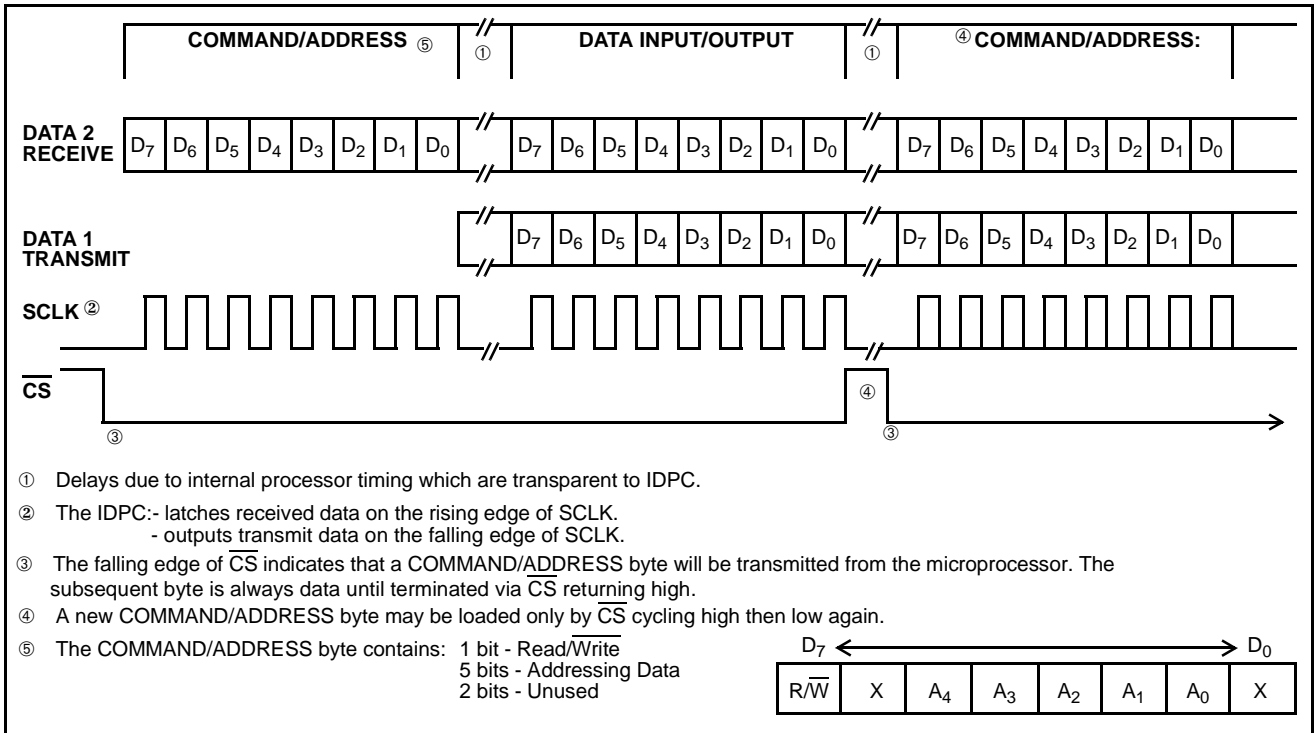 COMMAND/ADDRESS ⑤ ① DATA INPUT/OUTPUT ① ④ COMMAND/ADDRESS:
DATA 2
RECEIVE D7 D6 D5 D4 D3 D2 D1 D0 D7 D6 D5 D4 D3 D2 D1 D0 D7 D6 D5 D4 D3 D2 D1 D0
DATA 1
TRANSMIT D7 D6 D5 D4 D3 D2 D1 D0 D7 D6 D5 D4 D3 D2 D1 D0
SCLK ②
C̅S̅ ④
③ ③
① Delays due to internal processor timing which are transparent to IDPC.
② The IDPC:- latches received data on the rising edge of SCLK.
- outputs transmit data on the falling edge of SCLK.
③ The falling edge of C̅S̅ indicates that a COMMAND/ADDRESS byte will be transmitted from the microprocessor. The
subsequent byte is always data until terminated via C̅S̅ returning high.
④ A new COMMAND/ADDRESS byte may be loaded only by C̅S̅ cycling high then low again.
⑤ The COMMAND/ADDRESS byte contains: 1 bit - Read/W̅r̅i̅t̅e̅
5 bits - Addressing Data
2 bits - Unused
D7 D0
R/W̅ X A4 A3 A2 A1 A0 X